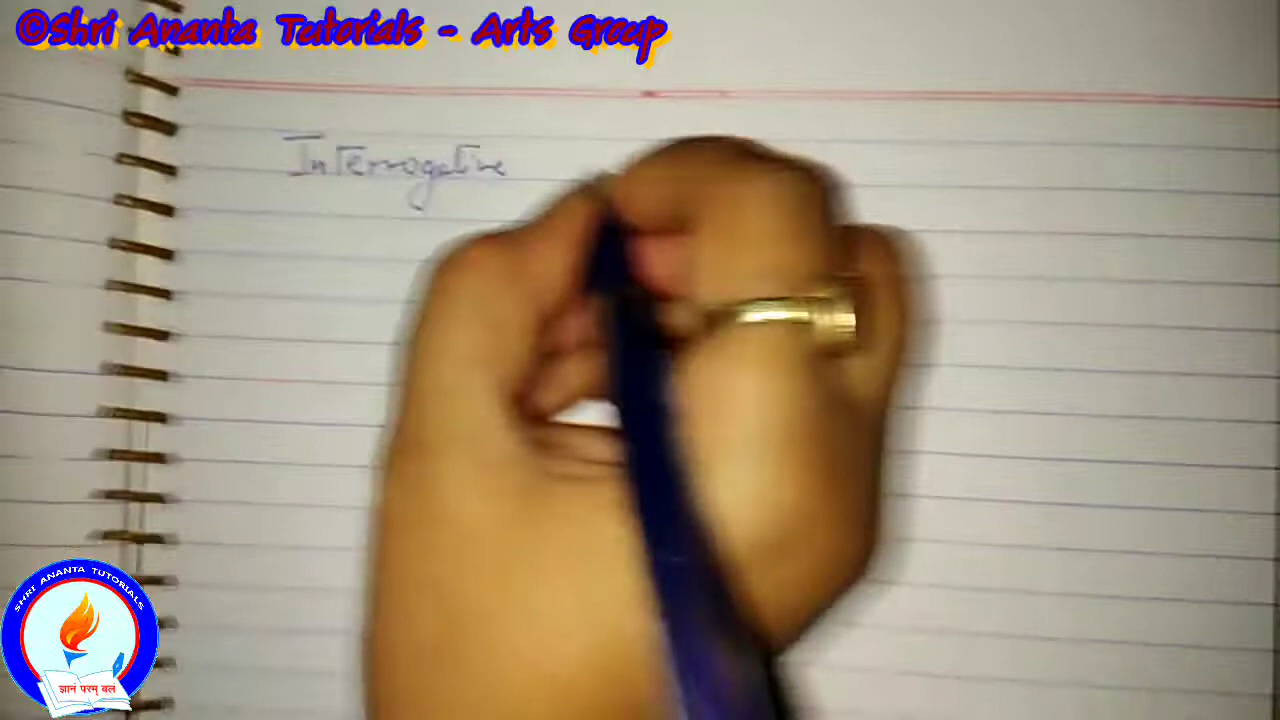 ©Shri Ananta Tutorials - Arts Group
Interrogative
SHRI ANANTA TUTORIALS
ज्ञानं परमं बलं